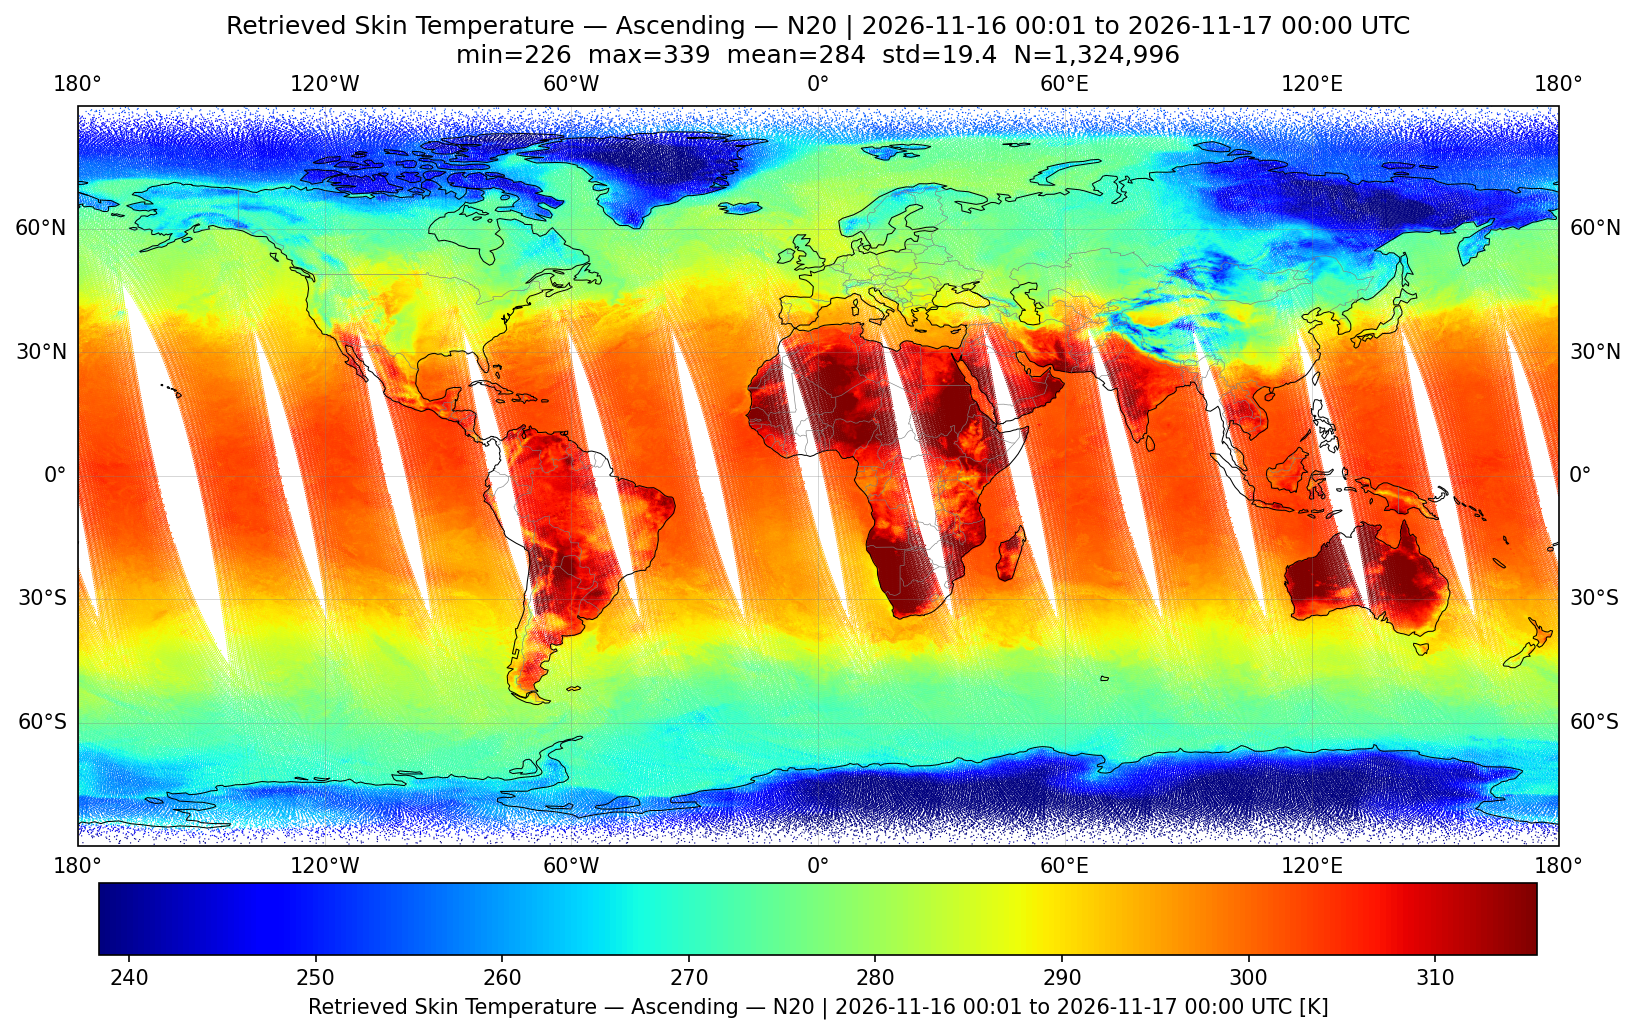 Retrieved Skin Temperature — Ascending — N20 | 2026-11-16 00:01 to 2026-11-17 00:00 UTC
min=226 max=339 mean=284 std=19.4 N=1,324,996
180° 120°W 60°W 0° 60°E 120°E 180°
60°N 60°N
30°N 30°N
0° 0°
30°S 30°S
60°S 60°S
180° 120°W 60°W 0° 60°E 120°E 180°
240 250 260 270 280 290 300 310
Retrieved Skin Temperature — Ascending — N20 | 2026-11-16 00:01 to 2026-11-17 00:00 UTC [K]